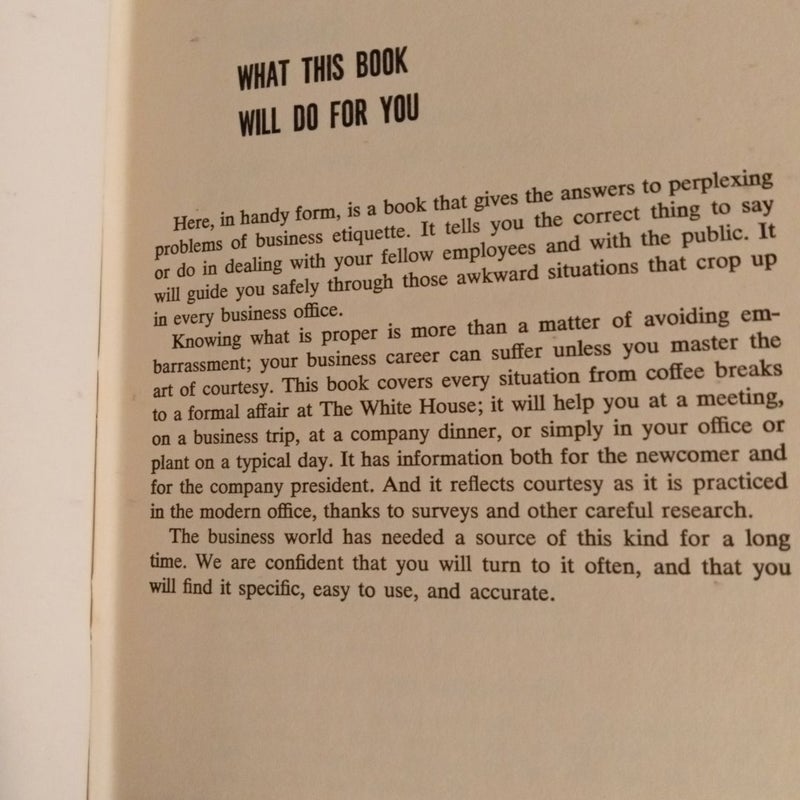 WHAT THIS BOOK
WILL DO FOR YOU
Here, in handy form, is a book that gives the answers to perplexing
problems of business etiquette. It tells you the correct thing to say
or do in dealing with your fellow employees and with the public. It
will guide you safely through those awkward situations that crop up
in every business office.
Knowing what is proper is more than a matter of avoiding em-
barrassment; your business career can suffer unless you master the
art of courtesy. This book covers every situation from coffee breaks
to a formal affair at The White House; it will help you at a meeting,
on a business trip, at a company dinner, or simply in your office or
plant on a typical day. It has information both for the newcomer and
for the company president. And it reflects courtesy as it is practiced
in the modern office, thanks to surveys and other careful research.
The business world has needed a source of this kind for a long
time. We are confident that you will turn to it often, and that you
will find it specific, easy to use, and accurate.